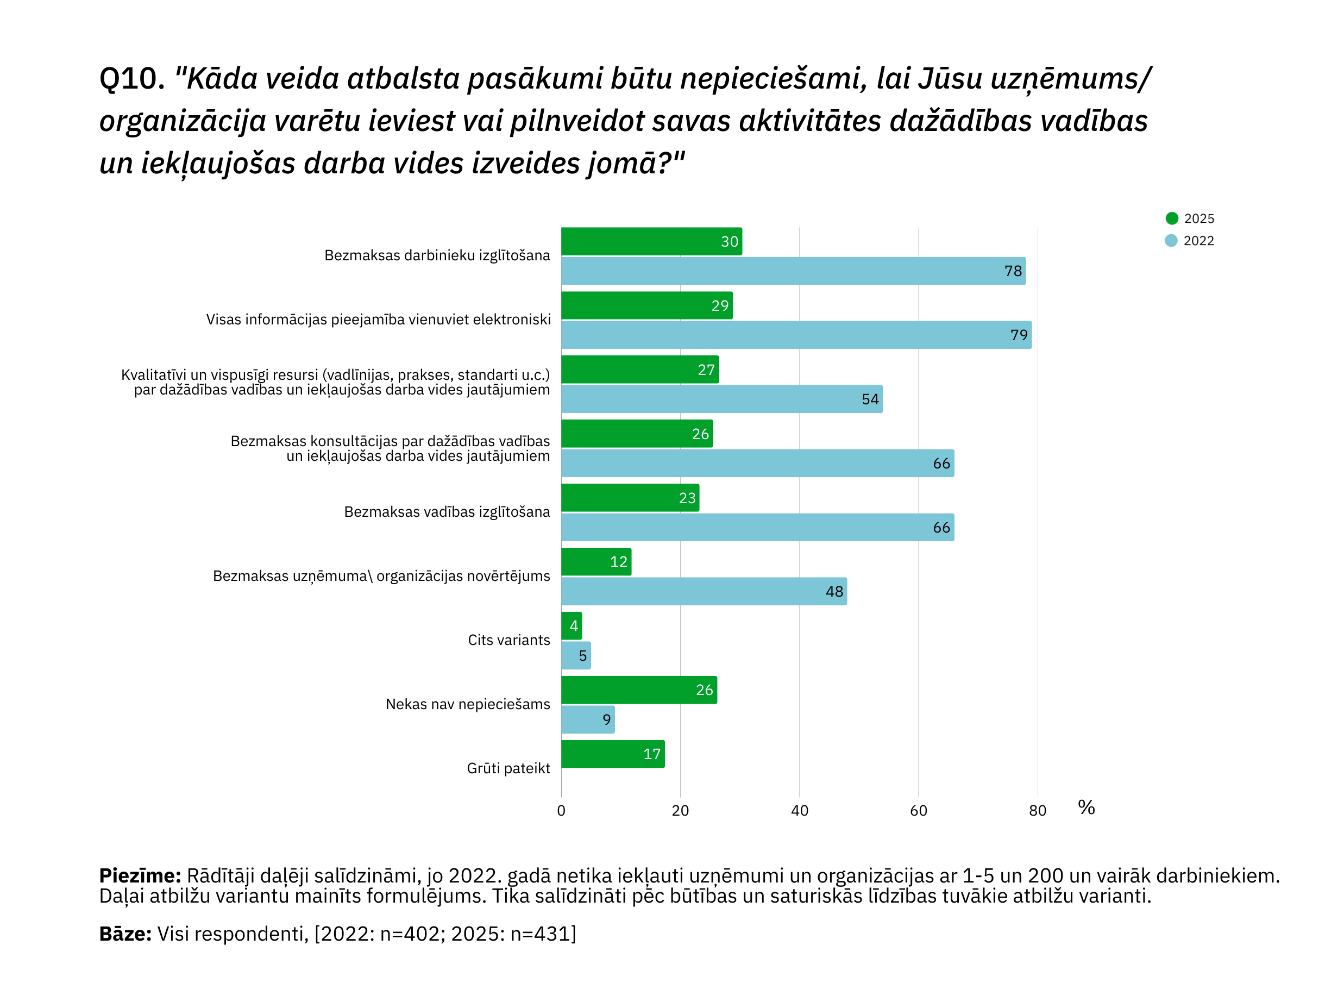 Q10. "Kāda veida atbalsta pasākumi būtu nepieciešami, lai Jūsu uzņēmums/
organizācija varētu ieviest vai pilnveidot savas aktivitātes dažādības vadības
un iekļaujošas darba vides izveides jomā?"
2025
2022
Bezmaksas darbinieku izglītošana
30
78
Visas informācijas pieejamība vienuviet elektroniski
29
79
Kvalitatīvi un vispusīgi resursi (vadlīnijas, prakses, standarti u.c.)
par dažādības vadības un iekļaujošas darba vides jautājumiem
27
54
Bezmaksas konsultācijas par dažādības vadības
un iekļaujošas darba vides jautājumiem
26
66
Bezmaksas vadības izglītošana
23
66
Bezmaksas uzņēmuma\ organizācijas novērtējums
12
48
Cits variants
4
5
Nekas nav nepieciešams
26
9
Grūti pateikt
17
0 20 40 60 80 %
Piezīme: Rādītāji daļēji salīdzināmi, jo 2022. gadā netika iekļauti uzņēmumi un organizācijas ar 1-5 un 200 un vairāk darbiniekiem.
Daļai atbilžu variantu mainīts formulējums. Tika salīdzināti pēc būtības un saturiskās līdzības tuvākie atbilžu varianti.
Bāze: Visi respondenti, [2022: n=402; 2025: n=431]